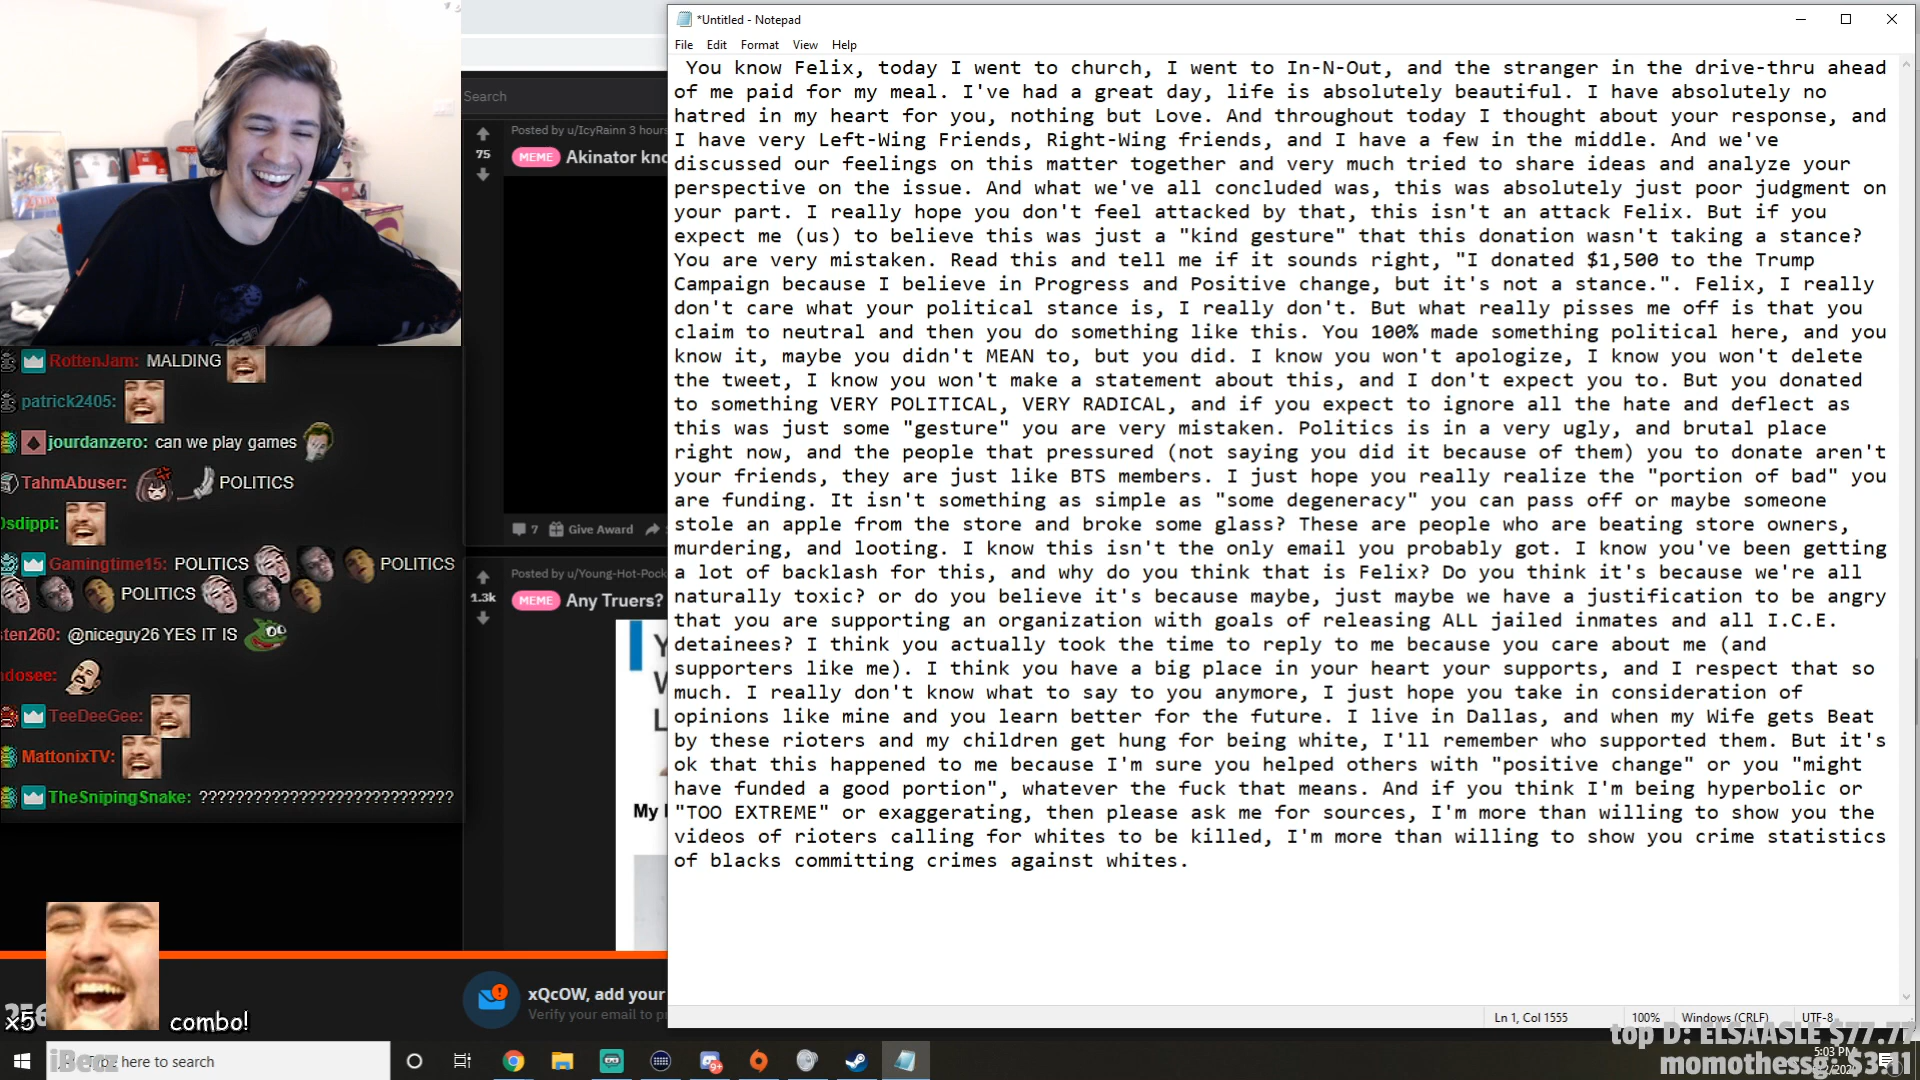 *Untitled - Notepad
File Edit Format View Help
You know Felix, today I went to church, I went to In-N-Out, and the stranger in the drive-thru ahead
of me paid for my meal. I've had a great day, life is absolutely beautiful. I have absolutely no
hatred in my heart for you, nothing but Love. And throughout today I thought about your response, and
I have very Left-Wing Friends, Right-Wing friends, and I have a few in the middle. And we've
discussed our feelings on this matter together and very much tried to share ideas and analyze your
perspective on the issue. And what we've all concluded was, this was absolutely just poor judgment on
your part. I really hope you don't feel attacked by that, this isn't an attack Felix. But if you
expect me (us) to believe this was just a "kind gesture" that this donation wasn't taking a stance?
You are very mistaken. Read this and tell me if it sounds right, "I donated $1,500 to the Trump
Campaign because I believe in Progress and Positive change, but it's not a stance.". Felix, I really
don't care what your political stance is, I really don't. But what really pisses me off is that you
claim to neutral and then you do something like this. You 100% made something political here, and you
know it, maybe you didn't MEAN to, but you did. I know you won't apologize, I know you won't delete
the tweet, I know you won't make a statement about this, and I don't expect you to. But you donated
to something VERY POLITICAL, VERY RADICAL, and if you expect to ignore all the hate and deflect as
this was just some "gesture" you are very mistaken. Politics is in a very ugly, and brutal place
right now, and the people that pressured (not saying you did it because of them) you to donate aren't
your friends, they are just like BTS members. I just hope you really realize the "portion of bad" you
are funding. It isn't something as simple as "some degeneracy" you can pass off or maybe someone
stole an apple from the store and broke some glass? These are people who are beating store owners,
murdering, and looting. I know this isn't the only email you probably got. I know you've been getting
a lot of backlash for this, and why do you think that is Felix? Do you think it's because we're all
naturally toxic? or do you believe it's because maybe, just maybe we have a justification to be angry
that you are supporting an organization with goals of releasing ALL jailed inmates and all I.C.E.
detainees? I think you actually took the time to reply to me because you care about me (and
supporters like me). I think you have a big place in your heart your supports, and I respect that so
much. I really don't know what to say to you anymore, I just hope you take in consideration of
opinions like mine and you learn better for the future. I live in Dallas, and when my Wife gets Beat
by these rioters and my children get hung for being white, I'll remember who supported them. But it's
ok that this happened to me because I'm sure you helped others with "positive change" or you "might
have funded a good portion", whatever the fuck that means. And if you think I'm being hyperbolic or
"TOO EXTREME" or exaggerating, then please ask me for sources, I'm more than willing to show you the
videos of rioters calling for whites to be killed, I'm more than willing to show you crime statistics
of blacks committing crimes against whites.
Ln 1, Col 1555 100% Windows (CRLF) UTF-8
Search
Posted by u/IcyRainn 3 hours
75
MEME Akinator kno
7 Give Award
Posted by u/Young-Hot-Pock
1.3k
MEME Any Truers?
My
xQcOW, add your
Verify your email to
RottenJam: MALDING
patrick2405:
jourdanzero: can we play games
TahmAbuser: POLITICS
sdippi:
Gamingtime15: POLITICS POLITICS
POLITICS
ten260: @niceguy26 YES IT IS
dosee:
TeeDeeGee:
MattonixTV:
TheSnipingSnake: ???????????????????????????
x5 combo!
iBecz
here to search
top D: ELSAASLE $77.77
momothessg: $3.11
5:03 PM